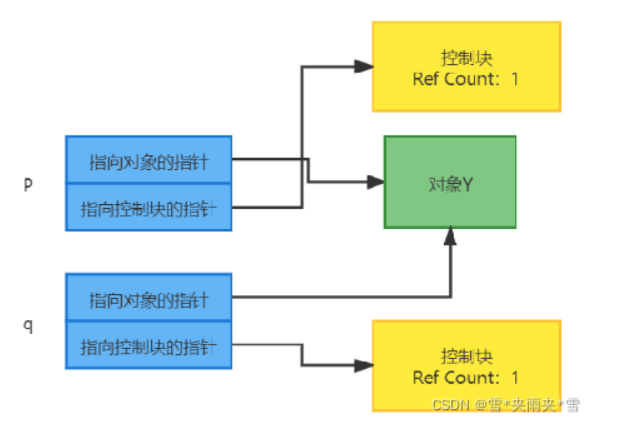 控制块
Ref Count：1
P
指向对象的指针
指向控制块的指针
对象Y
q
指向对象的指针
指向控制块的指针
控制块
Ref Count：1
CSDN @雪*夹雨夹*雪